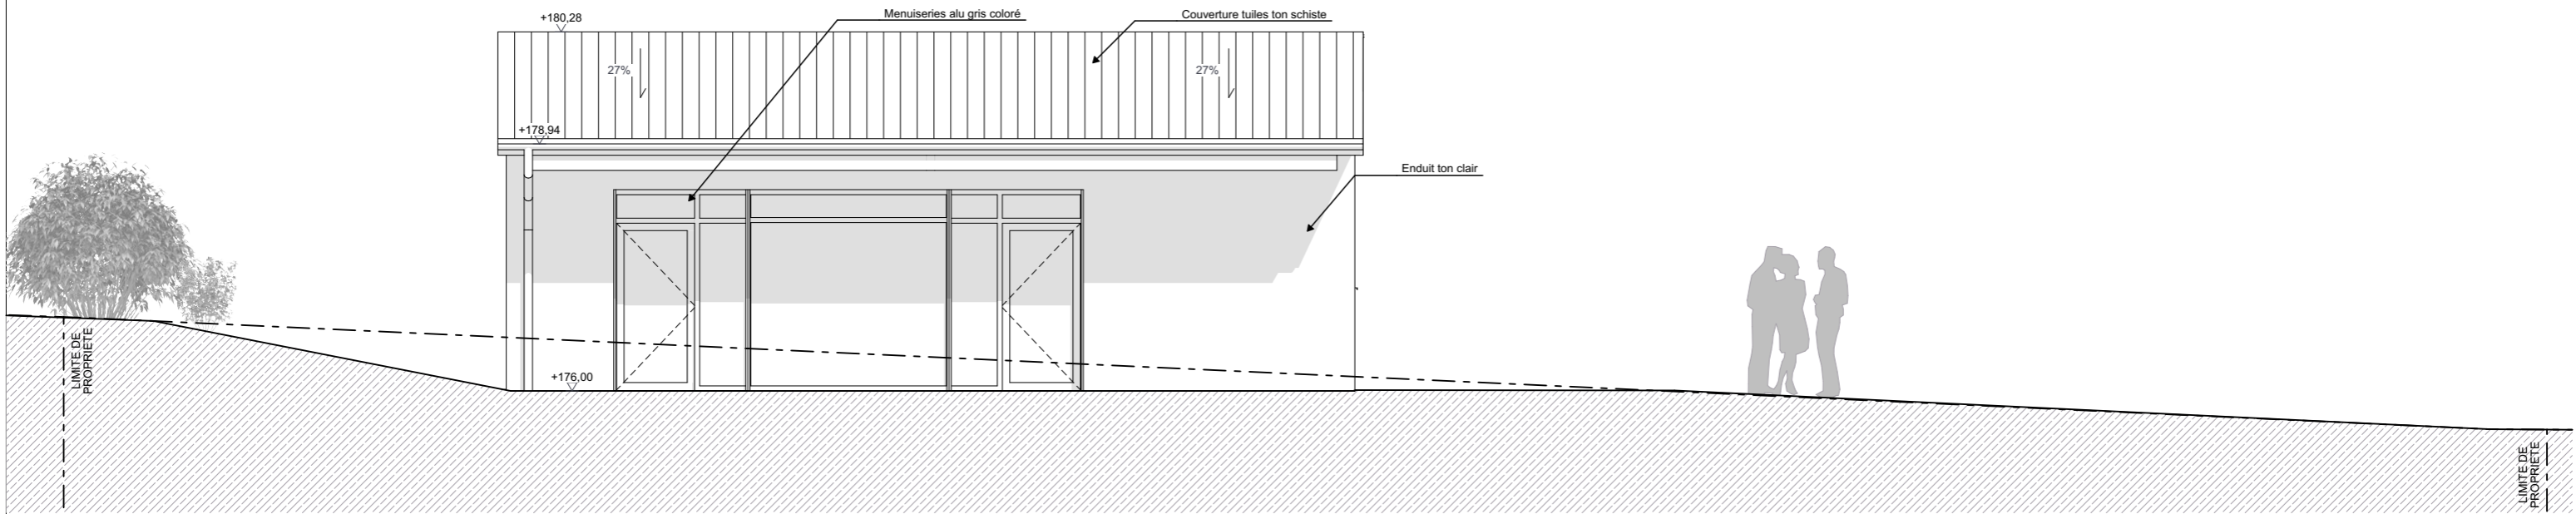 +180,28
Menuiseries alu gris coloré
Couverture tuiles ton schiste
27%
27%
+178,94
Enduit ton clair
LIMITE DE
PROPRIETE
+176,00
LIMITE DE
PROPRIETE